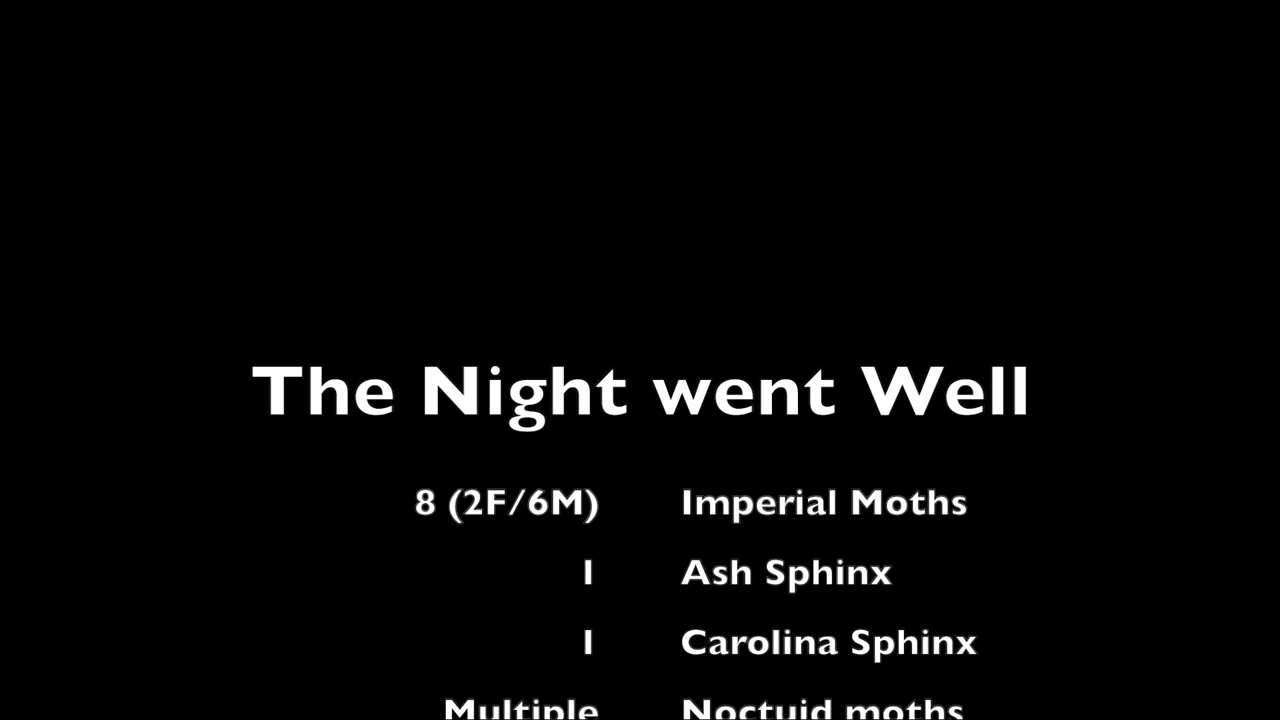 The Night went Well
8 (2F/6M) Imperial Moths
1 Ash Sphinx
1 Carolina Sphinx
Multiple Noctuid moths